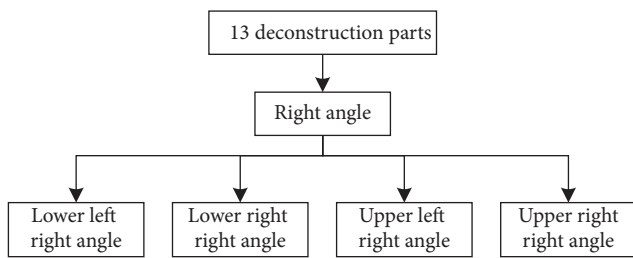 13 deconstruction parts
Right angle
Lower left
right angle
Lower right
right angle
Upper left
right angle
Upper right
right angle